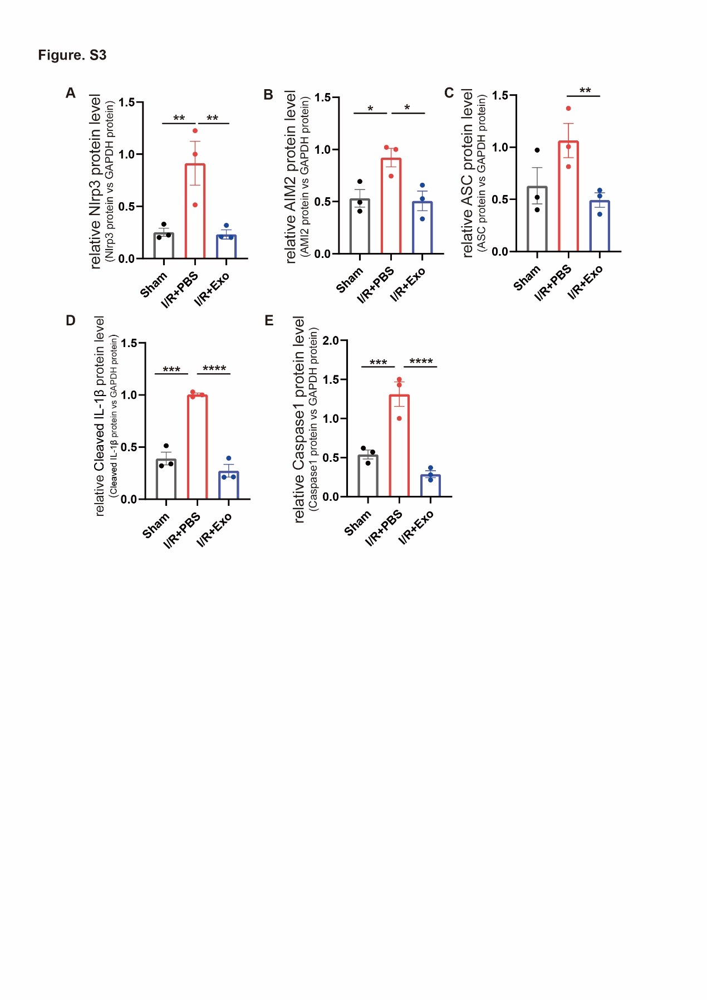 Figure. S3
A
relative Nlrp3 protein level
(Nlrp3 protein vs GAPDH protein)
1.5
1.0
0.5
0.0
** **
Sham
I/R+PBS
I/R+Exo
B
relative AIM2 protein level
(AMI2 protein vs GAPDH protein)
1.5
1.0
0.5
0.0
* *
Sham
I/R+PBS
I/R+Exo
C
relative ASC protein level
(ASC protein vs GAPDH protein)
1.5
1.0
0.5
0.0
**
Sham
I/R+PBS
I/R+Exo
D
relative Cleaved IL-1β protein level
(Cleaved IL-1β protein vs GAPDH protein)
1.5
1.0
0.5
0.0
*** ****
Sham
I/R+PBS
I/R+Exo
E
relative Caspase1 protein level
(Caspase1 protein vs GAPDH protein)
2.0
1.5
1.0
0.5
0.0
*** ****
Sham
I/R+PBS
I/R+Exo